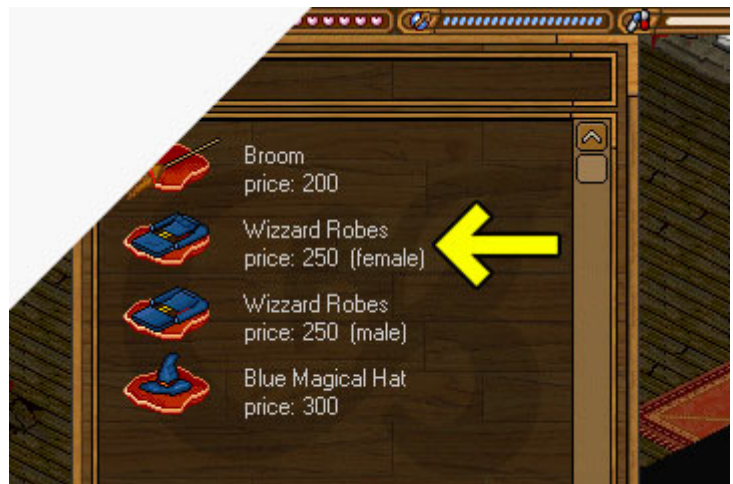 Broom
price: 200
Wizzard Robes
price: 250 (female)
Wizzard Robes
price: 250 (male)
Blue Magical Hat
price: 300